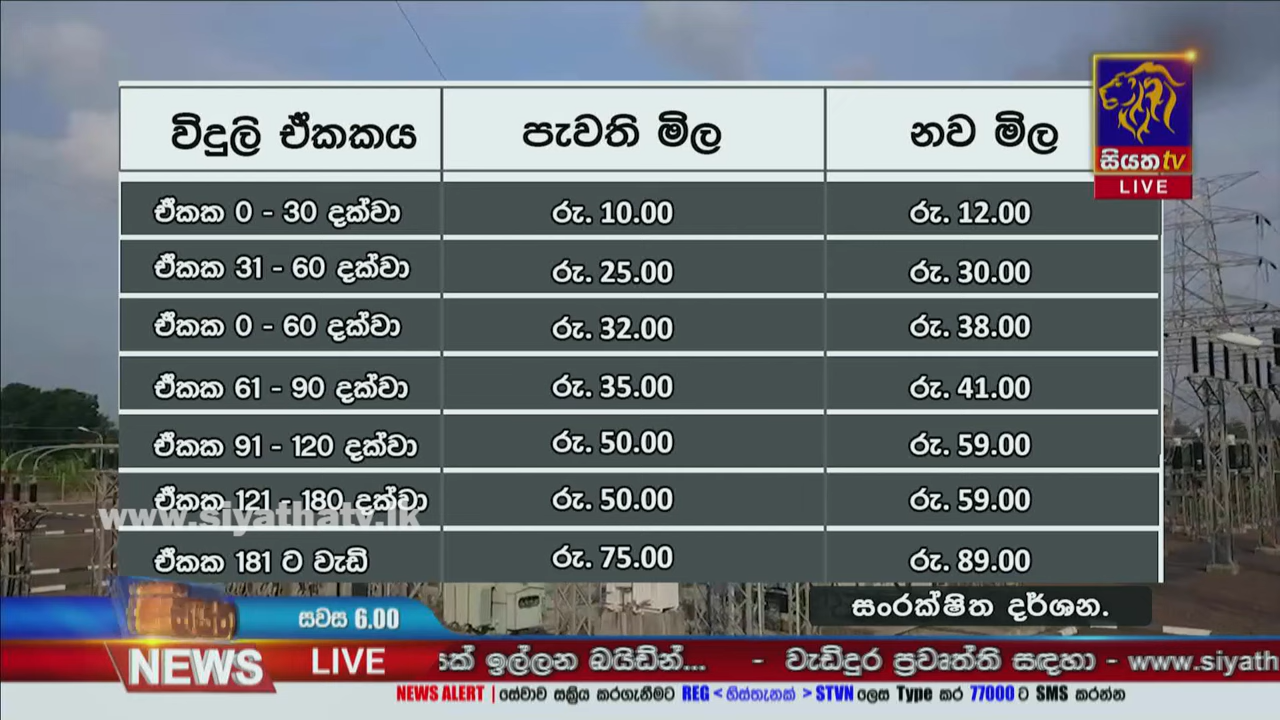 විදුලි ඒකකය පැවති මිල නව මිල
ඒකක 0 - 30 දක්වා රු. 10.00 රු. 12.00
ඒකක 31 - 60 දක්වා රු. 25.00 රු. 30.00
ඒකක 0 - 60 දක්වා රු. 32.00 රු. 38.00
ඒකක 61 - 90 දක්වා රු. 35.00 රු. 41.00
ඒකක 91 - 120 දක්වා රු. 50.00 රු. 59.00
ඒකක 121 - 180 දක්වා රු. 50.00 රු. 59.00
ඒකක 181 ට වැඩි රු. 75.00 රු. 89.00
සියත tv
LIVE
www.siyathatv.lk
සංරක්ෂිත දර්ශන.
සියත
සවස 6.00
NEWS LIVE
ඉල්ලන බයිඩ්න්... - වැඩිදුර ප්‍රවෘත්ති සඳහා - www.siyath
NEWS ALERT | සේවාව සක්‍රිය කරගැනීමට REG < හිස්තැනක් > STVN ලෙස Type කර 77000 ට SMS කරන්න